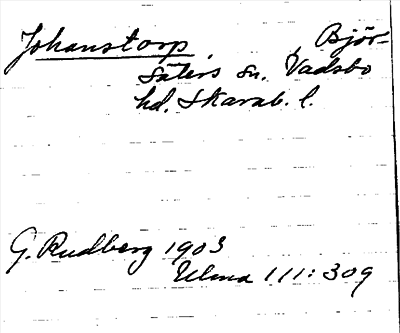 Johanstorp, Björ-
säters sn. Vadsbo
hd. Skarab. l.
G. Rudberg 1903
Ulma 111:309